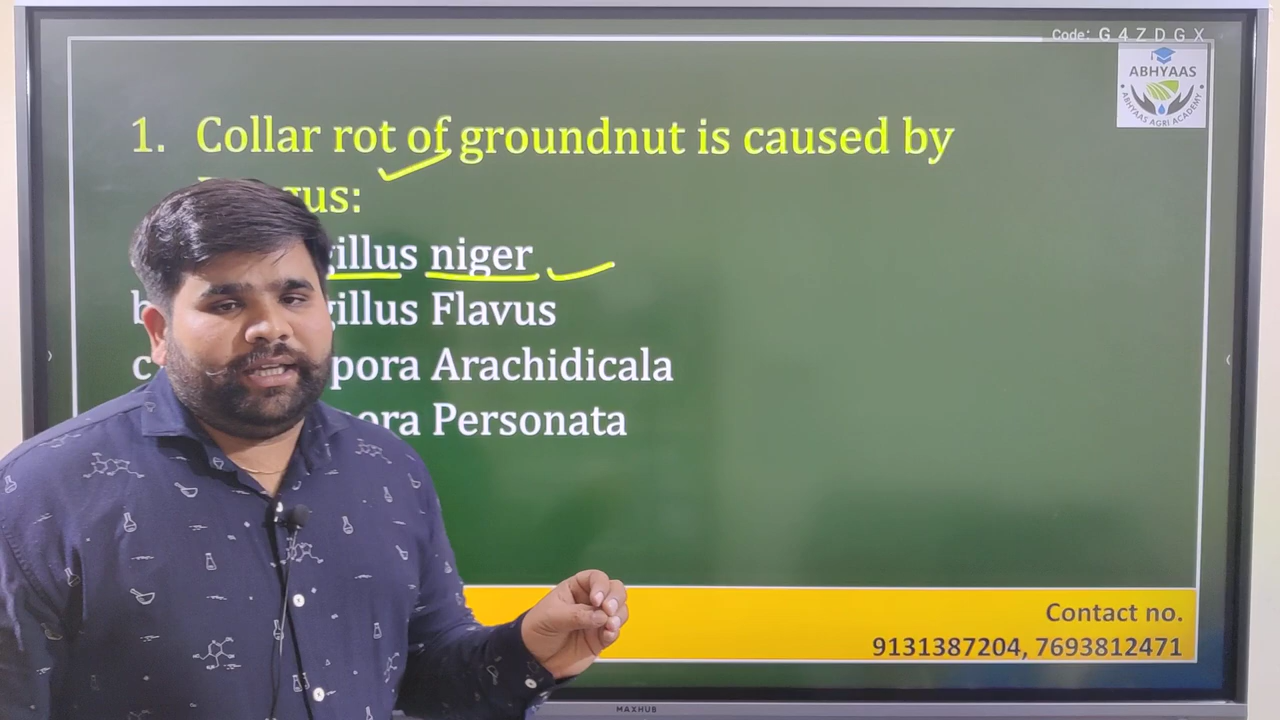 Code: G 4 Z D G X
ABHYAAS
ABHYAAS AGRI ACADEMY
1. Collar rot of groundnut is caused by
us:
gillus niger
b gillus Flavus
c pora Arachidicala
ora Personata
Contact no.
9131387204, 7693812471
MAXHUB